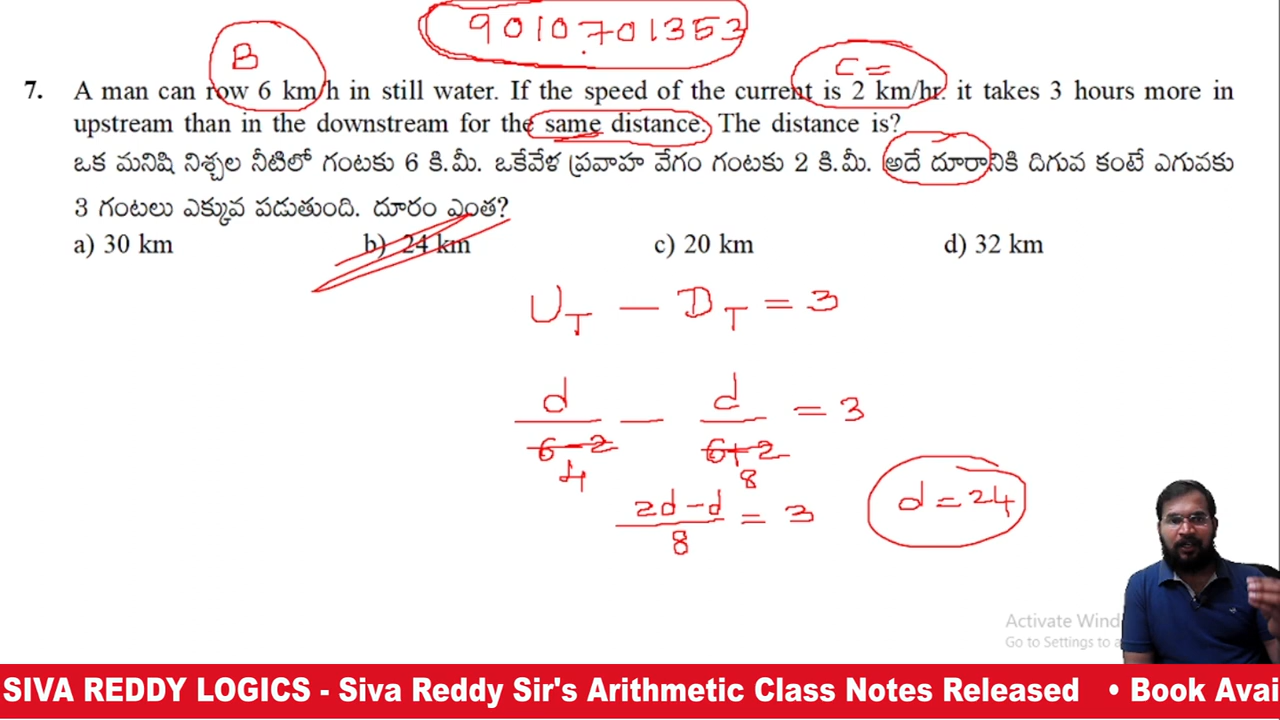 9010701353
B
C =
7. A man can row 6 km/h in still water. If the speed of the current is 2 km/hr. it takes 3 hours more in
upstream than in the downstream for the same distance. The distance is?
ఒక మనిషి నిశ్చల నీటిలో గంటకు 6 కి.మీ. ఒకేవేళ ప్రవాహ వేగం గంటకు 2 కి.మీ. అదే దూరానికి దిగువ కంటే ఎగువకు
3 గంటలు ఎక్కువ పడుతుంది. దూరం ఎంత?
a) 30 km b) 24 km c) 20 km d) 32 km
U_T - D_T = 3
d/(6-2) - d/(6+2) = 3
4 8
(2d-d)/8 = 3
d = 24
Activate Wind
Go to Settings to a
SIVA REDDY LOGICS - Siva Reddy Sir's Arithmetic Class Notes Released • Book Avai